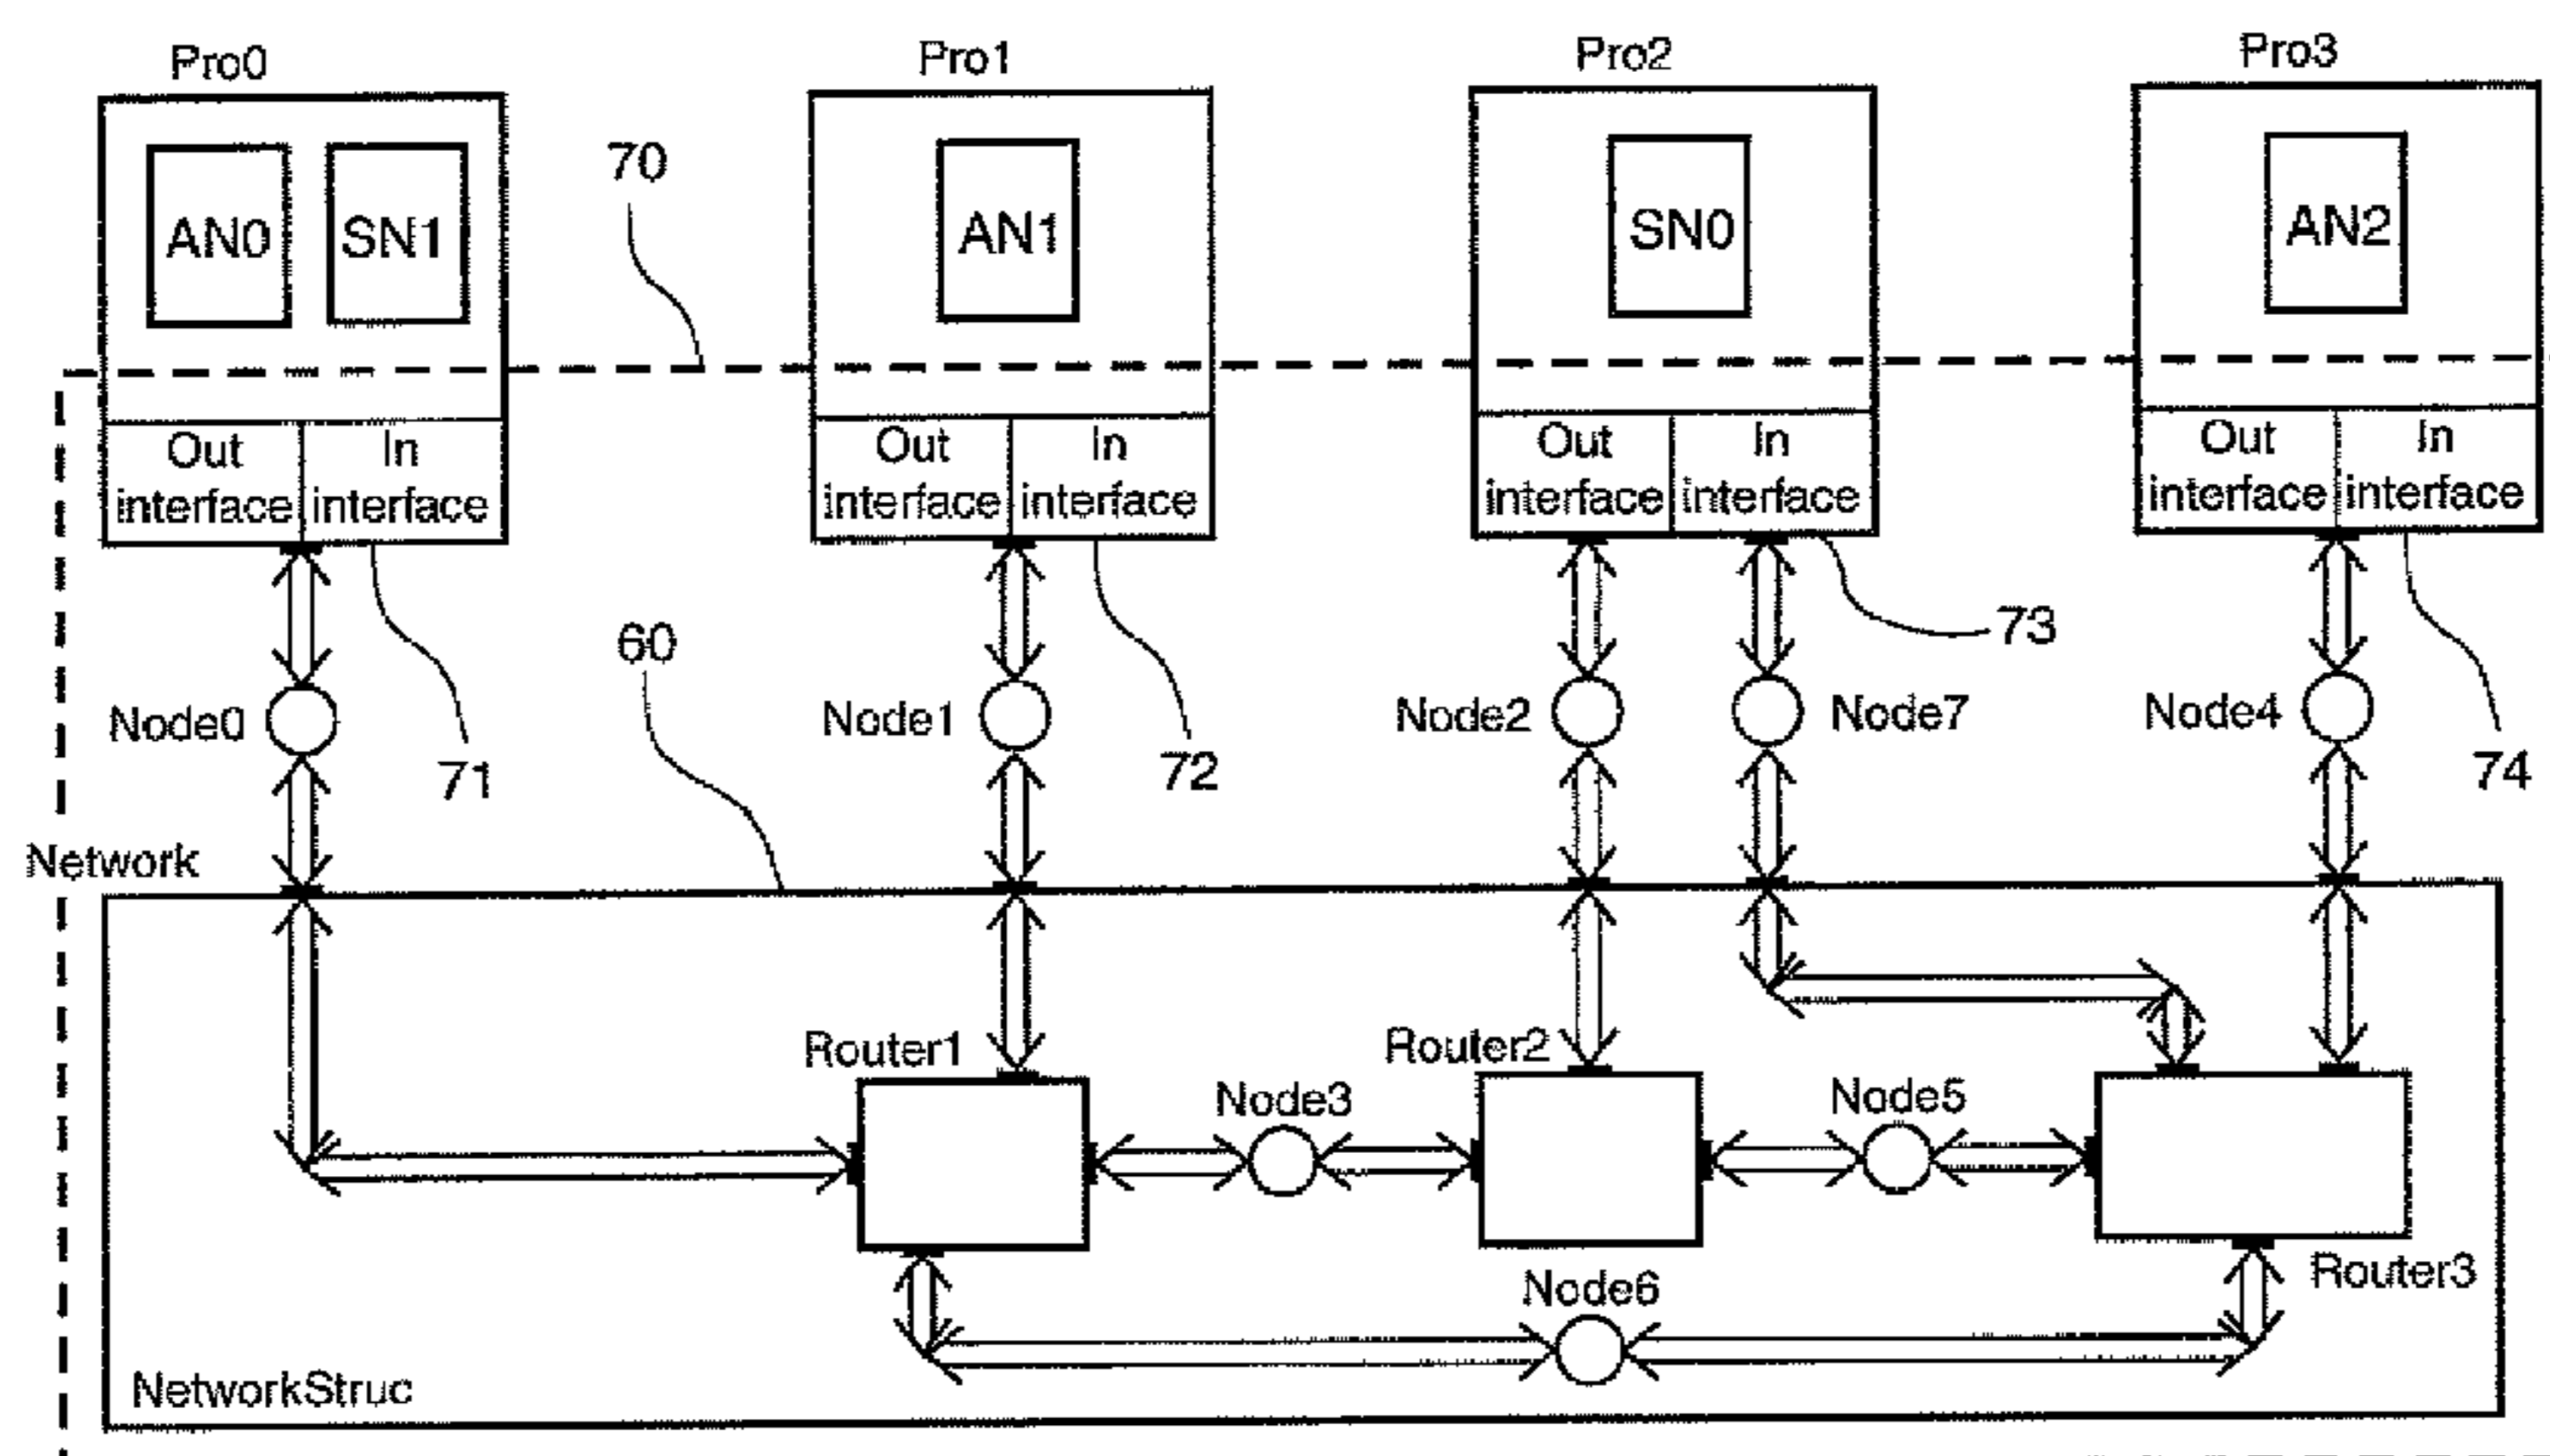 Pro0
Pro1
Pro2
Pro3
70
AN0
SN1
AN1
SN0
AN2
Out
interface
In
interface
Out
interface
In
interface
Out
interface
In
interface
Out
interface
In
interface
60
73
Node0
71
Node1
72
Node2
Node7
Node4
74
Network
Router1
Router2
Node3
Node5
Router3
Node6
NetworkStruc